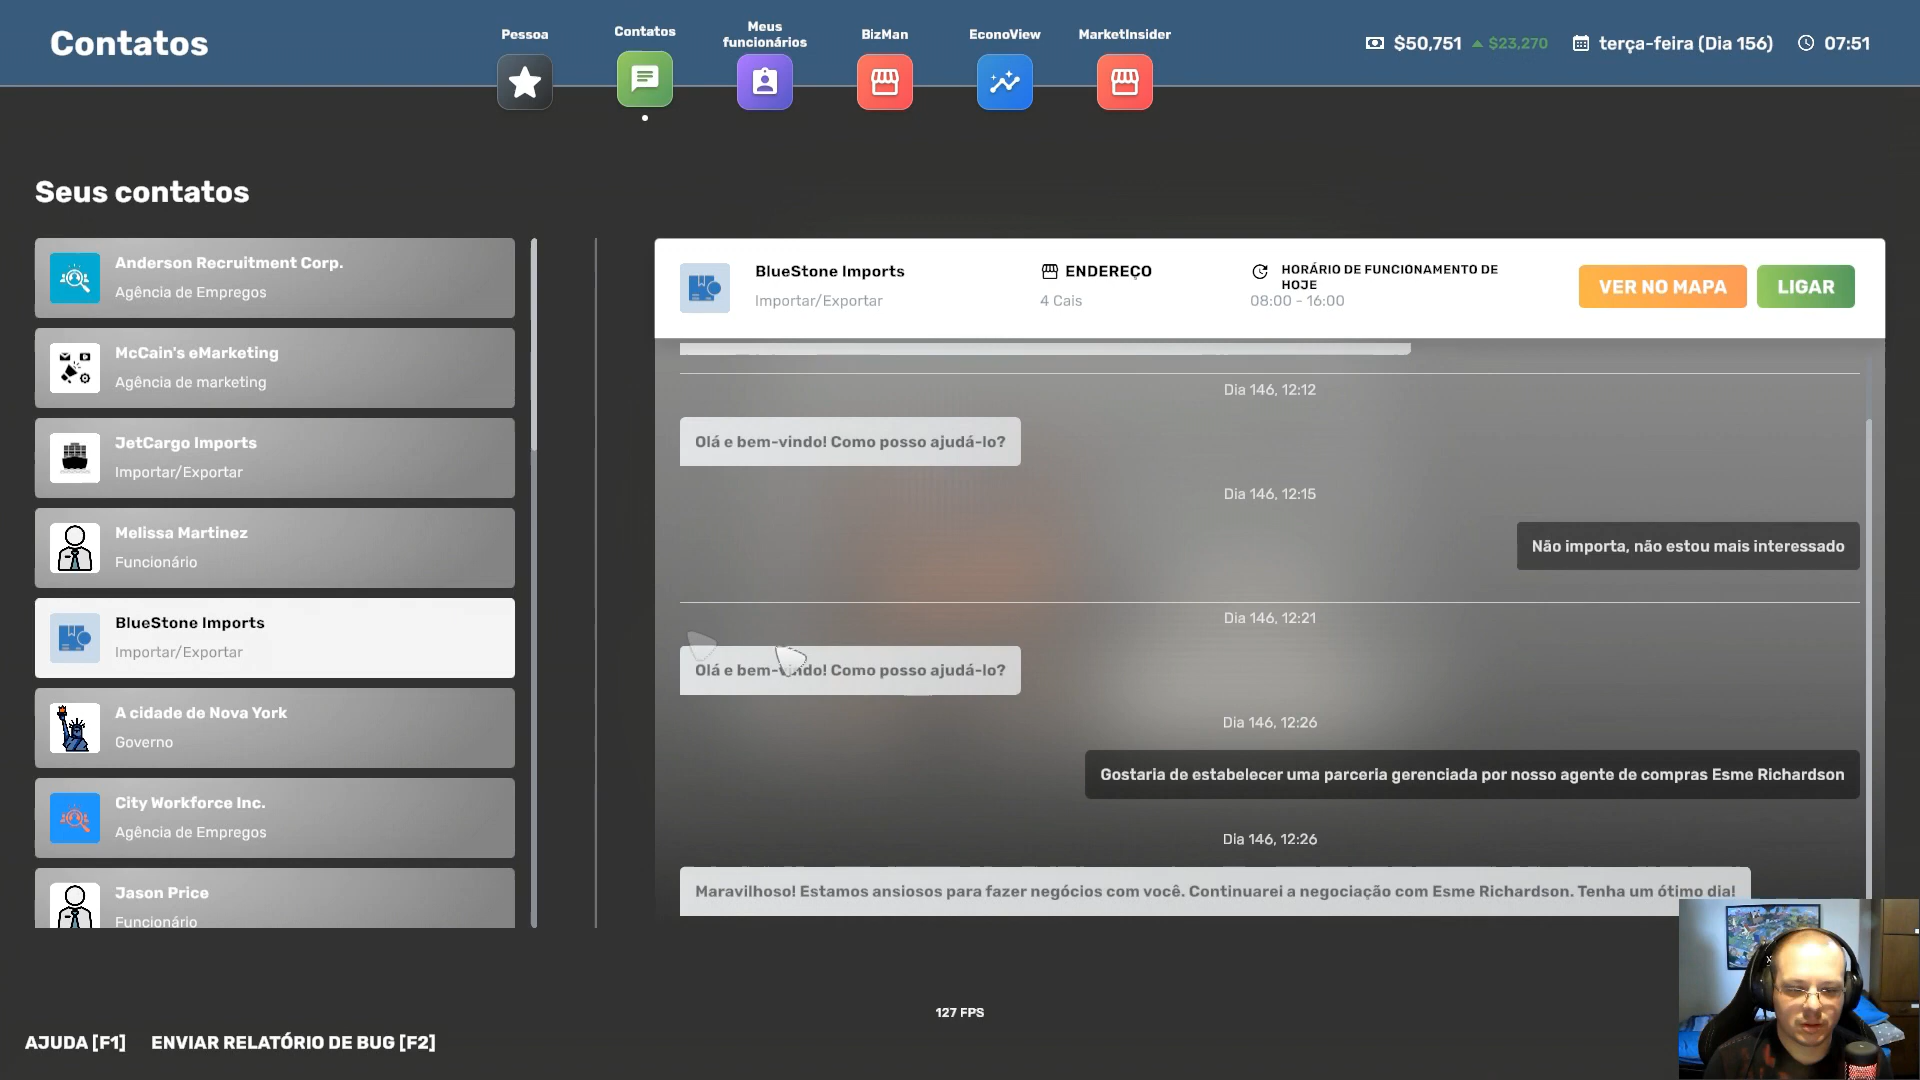 Contatos
Pessoa
Contatos
Meus
funcionários
BizMan
EconoView
MarketInsider
$50,751
$23,270
terça-feira (Dia 156)
07:51
Seus contatos
Anderson Recruitment Corp.
Agência de Empregos
McCain's eMarketing
Agência de marketing
JetCargo Imports
Importar/Exportar
Melissa Martinez
Funcionário
BlueStone Imports
Importar/Exportar
A cidade de Nova York
Governo
City Workforce Inc.
Agência de Empregos
Jason Price
Funcionário
BlueStone Imports
Importar/Exportar
ENDEREÇO
4 Cais
HORÁRIO DE FUNCIONAMENTO DE
HOJE
08:00 - 16:00
VER NO MAPA
LIGAR
Dia 146, 12:12
Olá e bem-vindo! Como posso ajudá-lo?
Dia 146, 12:15
Não importa, não estou mais interessado
Dia 146, 12:21
Olá e bem-vindo! Como posso ajudá-lo?
Dia 146, 12:26
Gostaria de estabelecer uma parceria gerenciada por nosso agente de compras Esme Richardson
Dia 146, 12:26
Maravilhoso! Estamos ansiosos para fazer negócios com você. Continuarei a negociação com Esme Richardson. Tenha um ótimo dia!
127 FPS
AJUDA [F1]
ENVIAR RELATÓRIO DE BUG [F2]